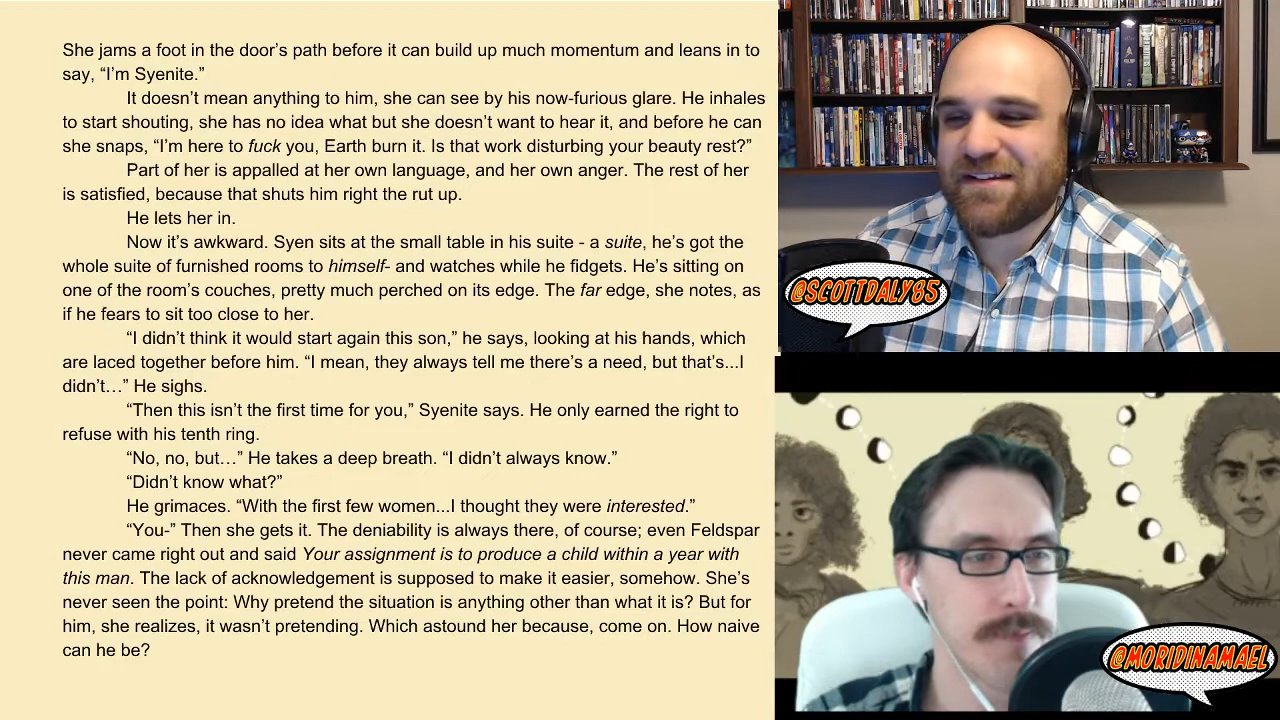 She jams a foot in the door's path before it can build up much momentum and leans in to
say, “I'm Syenite.”
It doesn't mean anything to him, she can see by his now-furious glare. He inhales
to start shouting, she has no idea what but she doesn't want to hear it, and before he can
she snaps, “I'm here to fuck you, Earth burn it. Is that work disturbing your beauty rest?”
Part of her is appalled at her own language, and her own anger. The rest of her
is satisfied, because that shuts him right the rut up.
He lets her in.
Now it's awkward. Syen sits at the small table in his suite - a suite, he's got the
whole suite of furnished rooms to himself- and watches while he fidgets. He's sitting on
one of the room's couches, pretty much perched on its edge. The far edge, she notes, as
if he fears to sit too close to her.
“I didn't think it would start again this son,” he says, looking at his hands, which
are laced together before him. “I mean, they always tell me there's a need, but that's...I
didn't…” He sighs.
“Then this isn't the first time for you,” Syenite says. He only earned the right to
refuse with his tenth ring.
“No, no, but…” He takes a deep breath. “I didn't always know.”
“Didn't know what?”
He grimaces. “With the first few women...I thought they were interested.”
“You-” Then she gets it. The deniability is always there, of course; even Feldspar
never came right out and said Your assignment is to produce a child within a year with
this man. The lack of acknowledgement is supposed to make it easier, somehow. She's
never seen the point: Why pretend the situation is anything other than what it is? But for
him, she realizes, it wasn't pretending. Which astound her because, come on. How naive
can he be?
@SCOTTDALY85
@MORIDINAMAEL